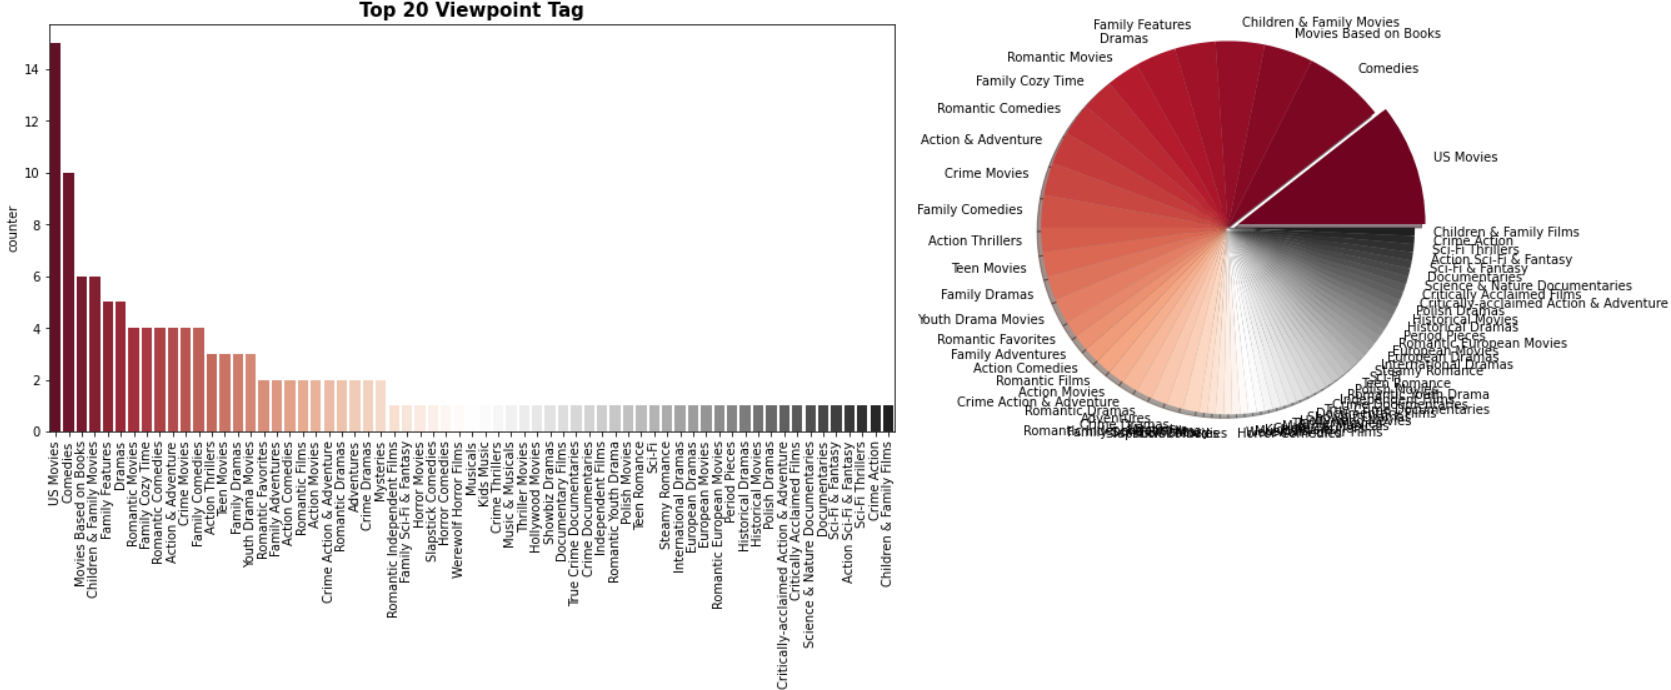 Top 20 Viewpoint Tag
counter
14
12
10
8
6
4
2
0
US Movies
Comedies
Movies Based on Books
Children & Family Movies
Family Features
Dramas
Romantic Movies
Family Cozy Time
Romantic Comedies
Action & Adventure
Crime Movies
Family Comedies
Action Thrillers
Teen Movies
Family Dramas
Youth Drama Movies
Romantic Favorites
Family Adventures
Action Comedies
Romantic Films
Action Movies
Crime Action & Adventure
Romantic Dramas
Adventures
Crime Dramas
Mysteries
Romantic Independent Films
Family Sci-Fi & Fantasy
Horror Movies
Slapstick Comedies
Horror Comedies
Werewolf Horror Films
Musicals
Kids Music
Crime Thrillers
Music & Musicals
Thriller Movies
Hollywood Movies
Showbiz Dramas
Documentary Films
True Crime Documentaries
Crime Documentaries
Independent Films
Romantic Youth Drama
Polish Movies
Teen Romance
Sci-Fi
Steamy Romance
International Dramas
European Dramas
European Movies
Romantic European Movies
Period Pieces
Historical Dramas
Historical Movies
Polish Dramas
Critically-acclaimed Action & Adventure
Critically Acclaimed Films
Science & Nature Documentaries
Documentaries
Sci-Fi & Fantasy
Action Sci-Fi & Fantasy
Sci-Fi Thrillers
Crime Action
Children & Family Films
US Movies
Comedies
Movies Based on Books
Children & Family Movies
Family Features
Dramas
Romantic Movies
Family Cozy Time
Romantic Comedies
Action & Adventure
Crime Movies
Family Comedies
Action Thrillers
Teen Movies
Family Dramas
Youth Drama Movies
Romantic Favorites
Family Adventures
Action Comedies
Romantic Films
Action Movies
Crime Action & Adventure
Romantic Dramas
Adventures
Crime Dramas
Horror Comedies
Romantic Youth Drama
Polish Movies
Teen Romance
Sci-Fi
Steamy Romance
International Dramas
European Dramas
European Movies
Romantic European Movies
Period Pieces
Historical Dramas
Historical Movies
Polish Dramas
Critically-acclaimed Action & Adventure
Critically Acclaimed Films
Science & Nature Documentaries
Documentaries
Sci-Fi & Fantasy
Action Sci-Fi & Fantasy
Sci-Fi Thrillers
Crime Action
Children & Family Films